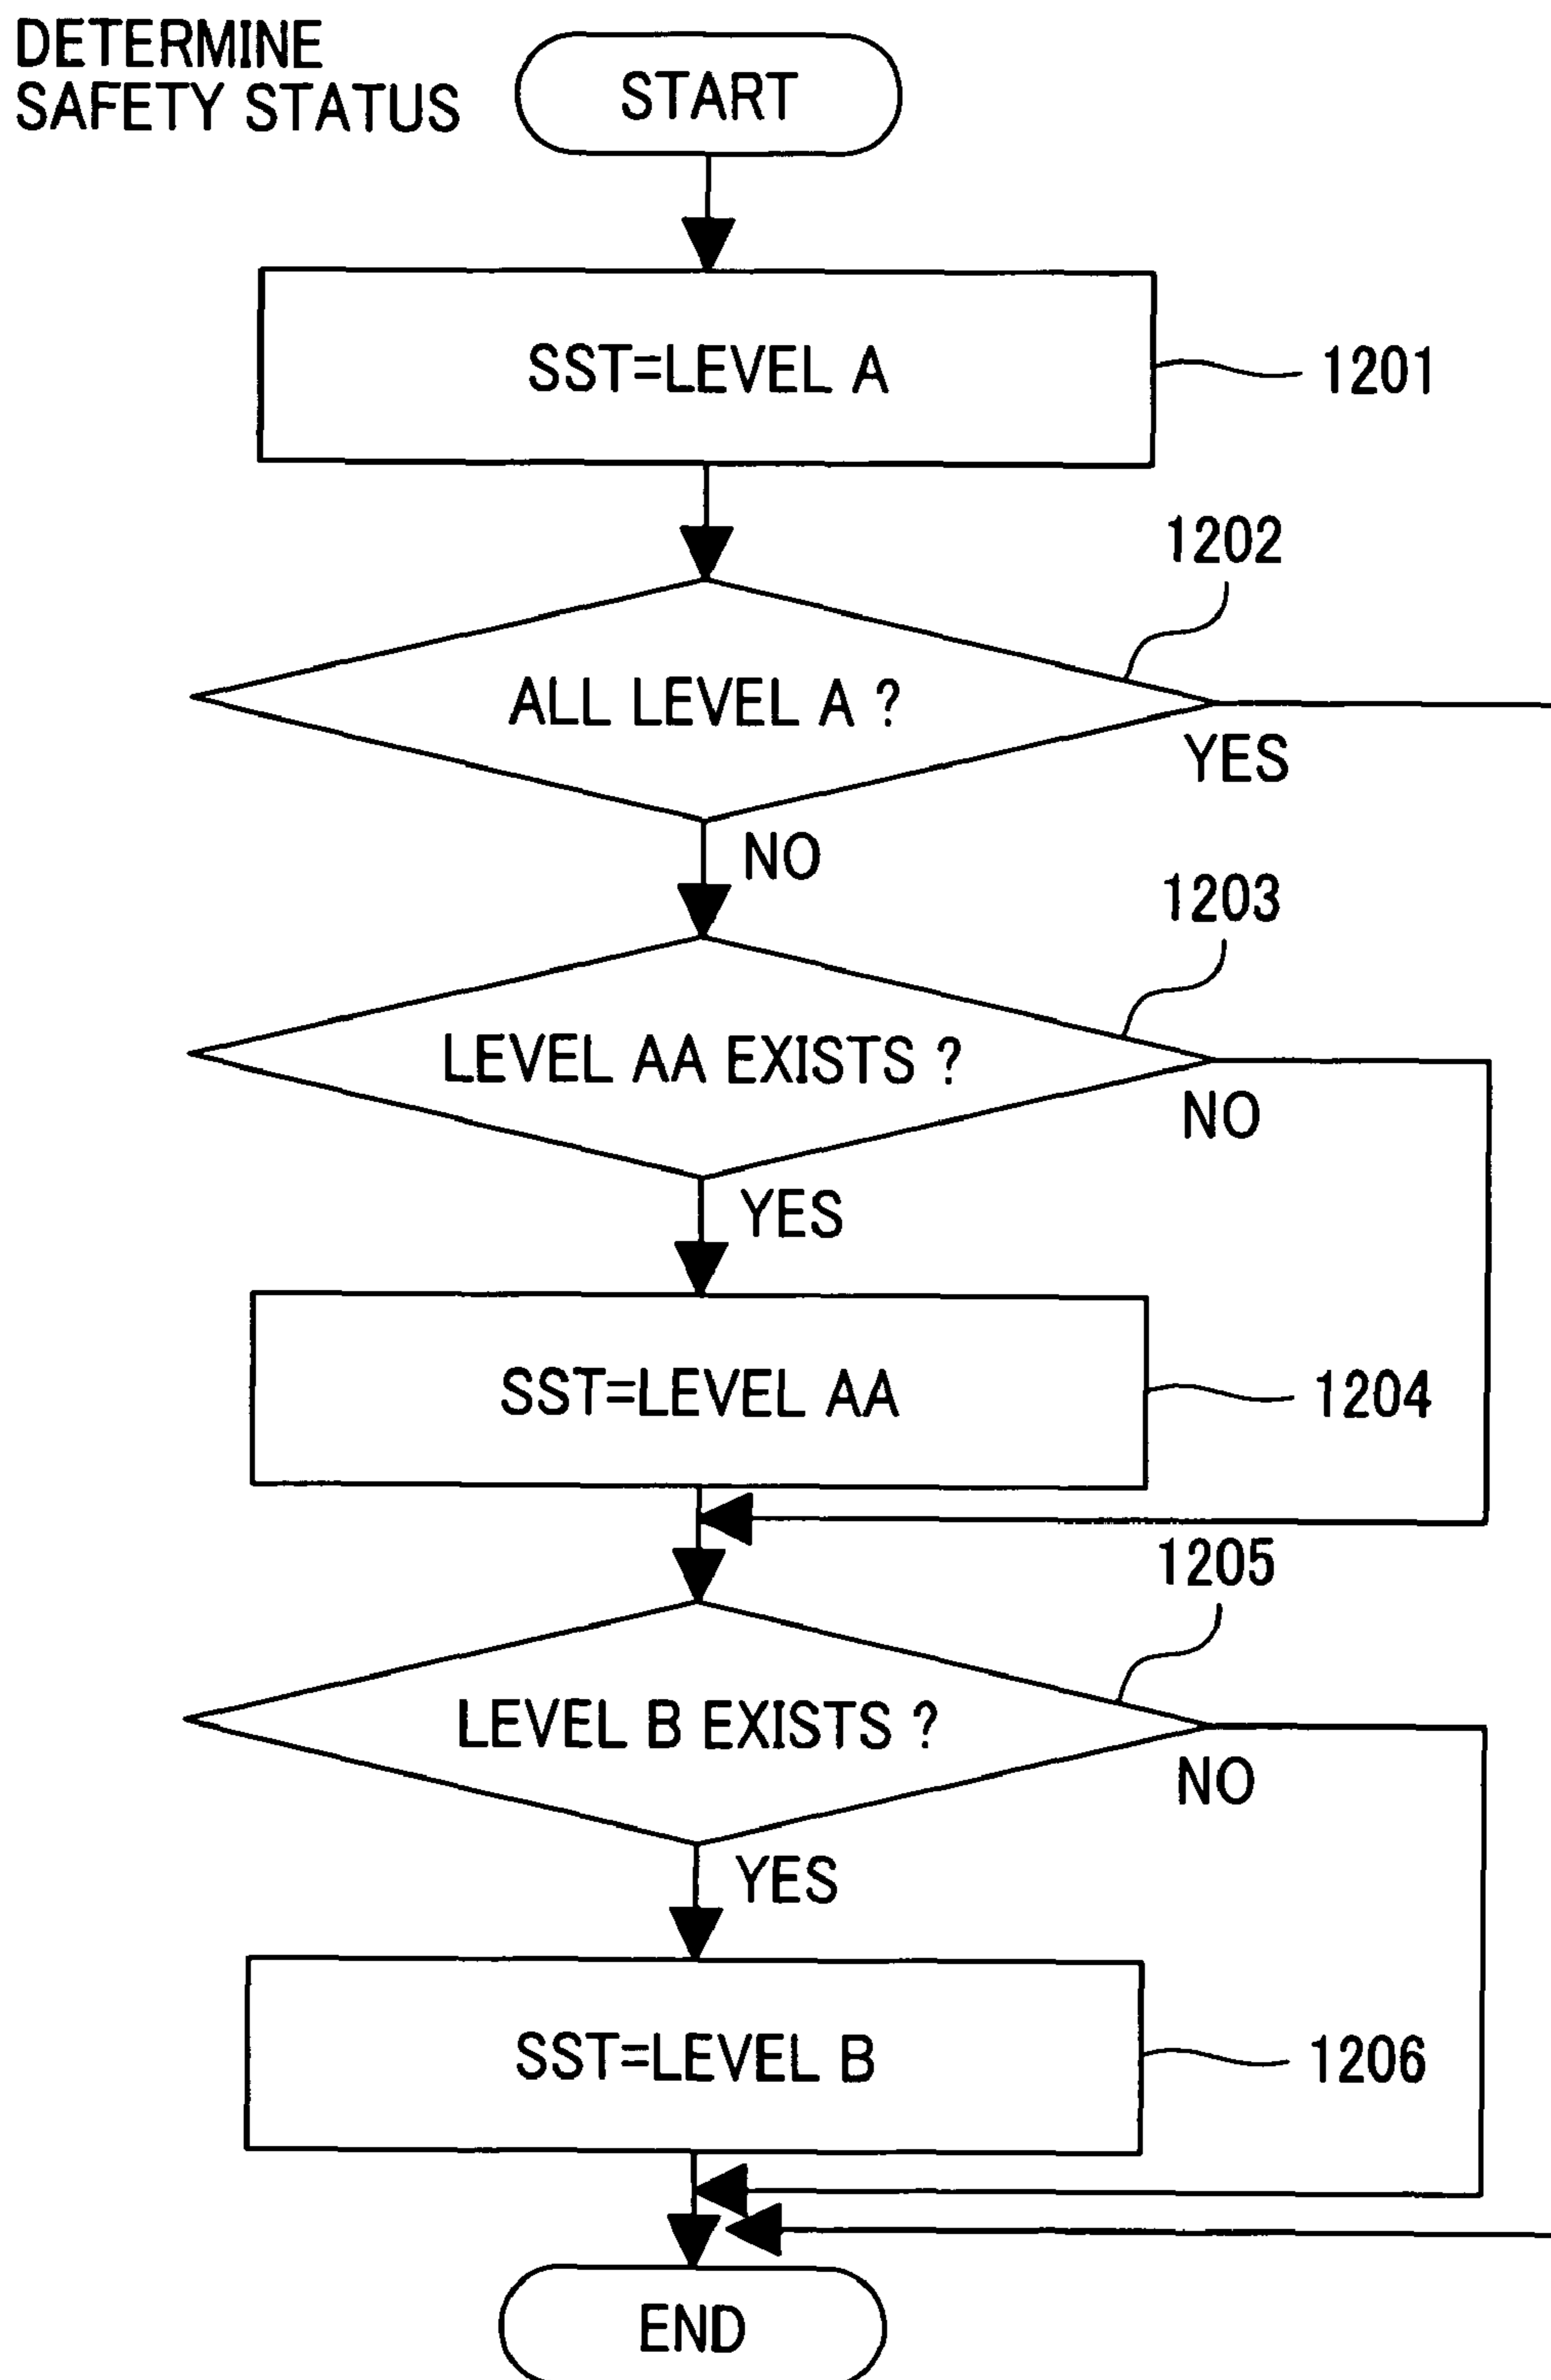 DETERMINE
SAFETY STATUS
START
SST=LEVEL A
1201
1202
ALL LEVEL A ?
YES
NO
1203
LEVEL AA EXISTS ?
NO
YES
SST=LEVEL AA
1204
1205
LEVEL B EXISTS ?
NO
YES
SST=LEVEL B
1206
END